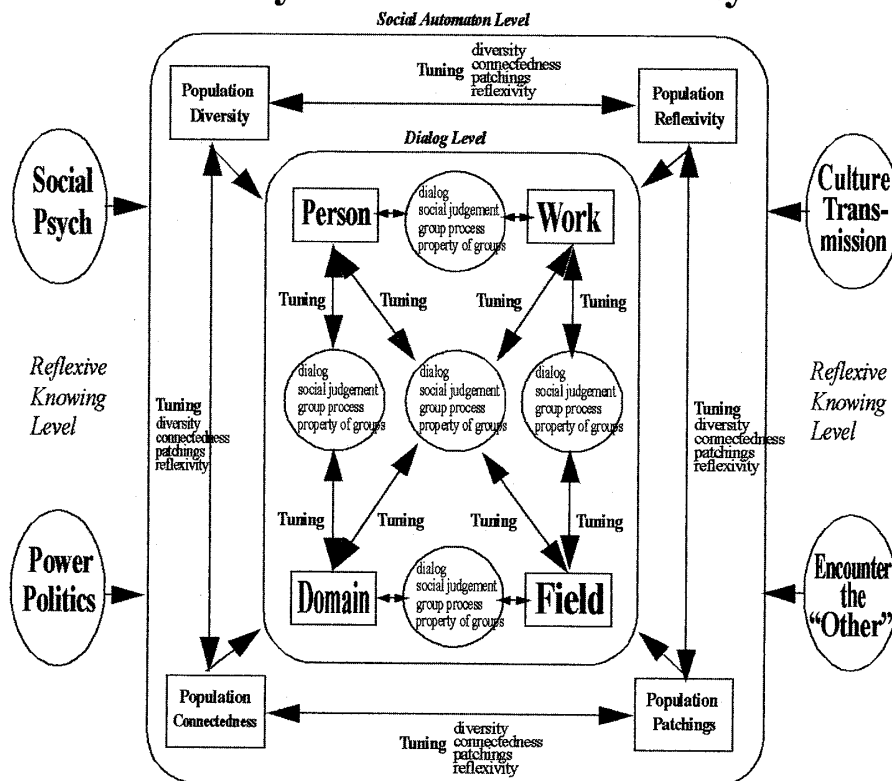 Social Automaton Level
Tuning
diversity
connectedness
patchings
reflexivity
Population
Diversity
Population
Reflexivity
Dialog Level
Social
Psych
Culture
Trans-
mission
Person
dialog
social judgement
group process
property of groups
Work
Tuning
Tuning
Tuning
Tuning
Reflexive
Knowing
Level
dialog
social judgement
group process
property of groups
dialog
social judgement
group process
property of groups
dialog
social judgement
group process
property of groups
Reflexive
Knowing
Level
Tuning
diversity
connectedness
patchings
reflexivity
Tuning
diversity
connectedness
patchings
reflexivity
Tuning
Tuning
Tuning
Tuning
Power
Politics
Domain
dialog
social judgement
group process
property of groups
Field
Encounter
the
“Other”
Population
Connectedness
Population
Patchings
Tuning
diversity
connectedness
patchings
reflexivity